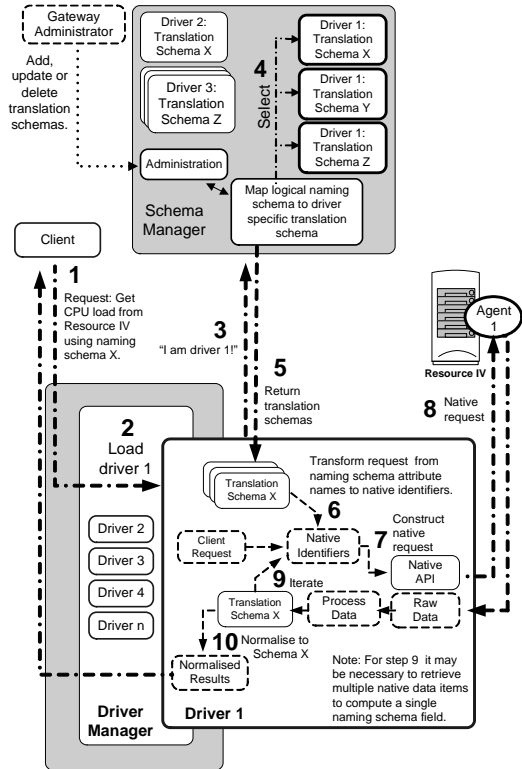 Gateway
Administrator
Add,
update or
delete
translation
schemas.
Driver 2:
Translation
Schema X
Driver 3:
Translation
Schema Z
Administration
Schema
Manager
4
Select
Driver 1:
Translation
Schema X
Driver 1:
Translation
Schema Y
Driver 1:
Translation
Schema Z
Map logical naming
schema to driver
specific translation
schema
Client
1
Request: Get
CPU load from
Resource IV
using naming
schema X.
3
“I am driver 1!”
5
Return
translation
schemas
Agent
1
Resource IV
8 Native
request
2
Load
driver 1
Driver 2
Driver 3
Driver 4
Driver n
Driver
Manager
Translation
Schema X
Transform request from
naming schema attribute
names to native identifiers.
6
Client
Request
Native
Identifiers
7 Construct
native
request
Native
API
9 Iterate
Translation
Schema X
Process
Data
Raw
Data
10 Normalise to
Schema X
Normalised
Results
Note: For step 9 it may
be necessary to retrieve
multiple native data items
to compute a single
naming schema field.
Driver 1